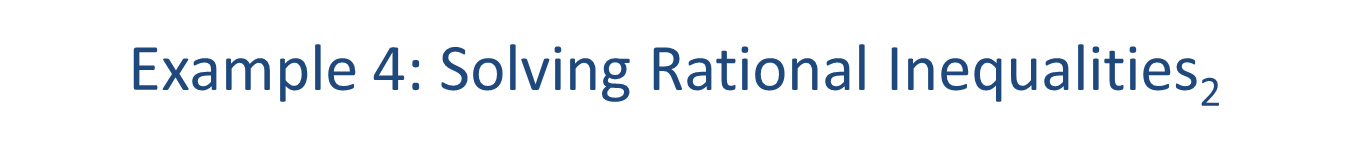 Example 4: Solving Rational Inequalities₂